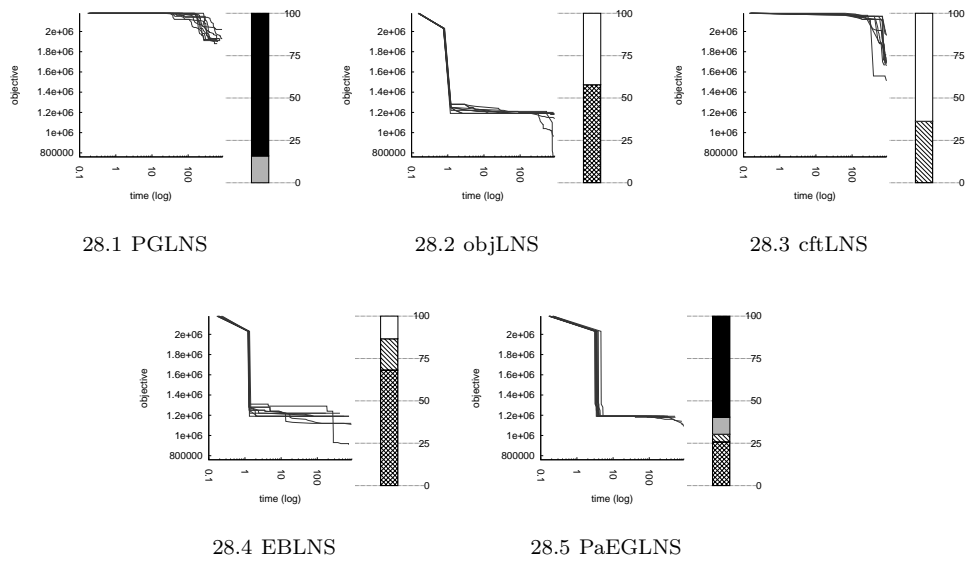 2e+06
1.8e+06
1.6e+06
1.4e+06
1.2e+06
1e+06
800000
objective
0.1
1
10
100
time (log)
100
75
50
25
0
28.1 PGLNS
2e+06
1.8e+06
1.6e+06
1.4e+06
1.2e+06
1e+06
800000
objective
0.1
1
10
100
time (log)
100
75
50
25
0
28.2 objLNS
2e+06
1.8e+06
1.6e+06
1.4e+06
1.2e+06
1e+06
800000
objective
0.1
1
10
100
time (log)
100
75
50
25
0
28.3 cftLNS
2e+06
1.8e+06
1.6e+06
1.4e+06
1.2e+06
1e+06
800000
objective
0.1
1
10
100
time (log)
100
75
50
25
0
28.4 EBLNS
2e+06
1.8e+06
1.6e+06
1.4e+06
1.2e+06
1e+06
800000
objective
0.1
1
10
100
time (log)
100
75
50
25
0
28.5 PaEGLNS